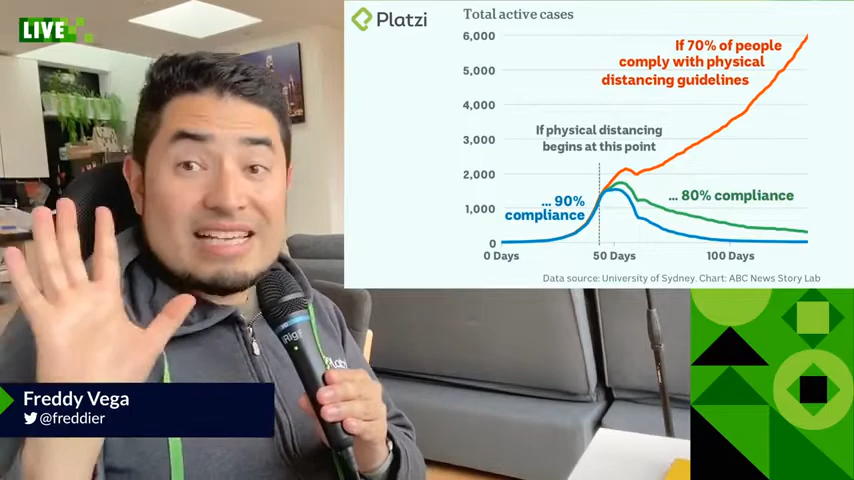 LIVE
Platzi
Total active cases
6,000
5,000
4,000
3,000
2,000
1,000
0
0 Days
50 Days
100 Days
If 70% of people
comply with physical
distancing guidelines
If physical distancing
begins at this point
... 90%
compliance
... 80% compliance
Data source: University of Sydney. Chart: ABC News Story Lab
iRig
Platzi
Freddy Vega
@freddier